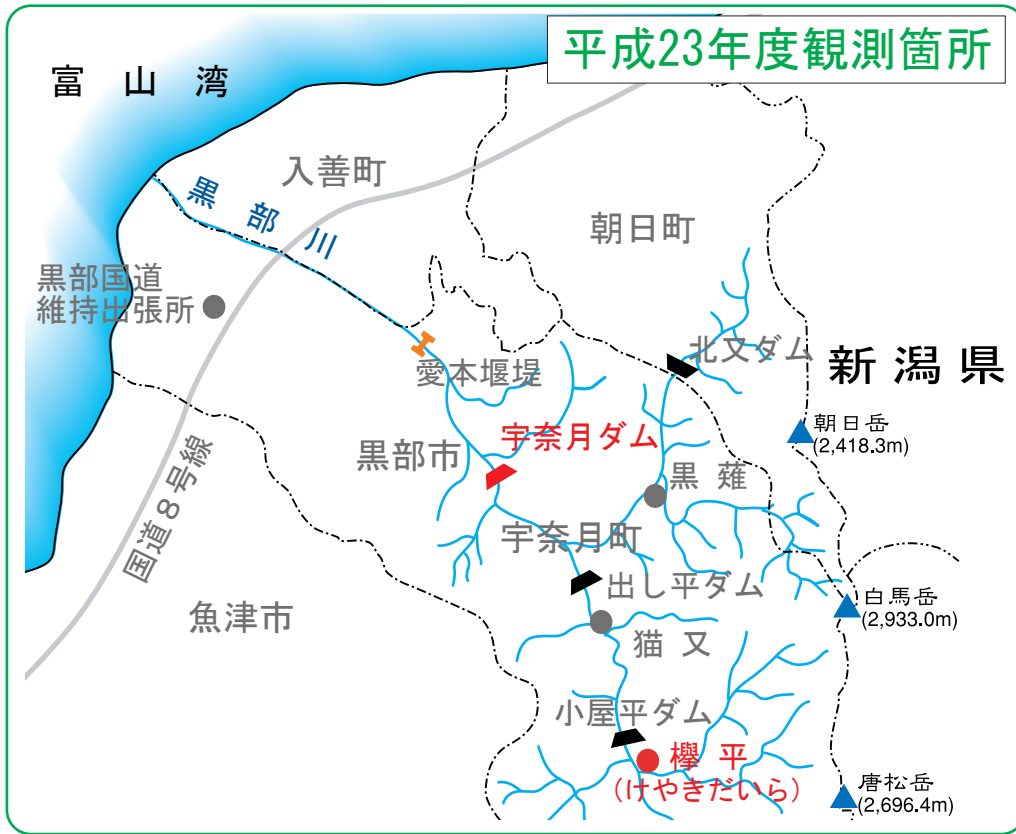 平成23年度観測箇所
富山湾
入善町
黒部川
朝日町
黒部国道
維持出張所
北又ダム
新潟県
愛本堰堤
朝日岳
(2,418.3m)
宇奈月ダム
黒部市
黒薙
国道8号線
宇奈月町
出し平ダム
白馬岳
(2,933.0m)
魚津市
猫又
小屋平ダム
欅平
(けやきだいら)
唐松岳
(2,696.4m)